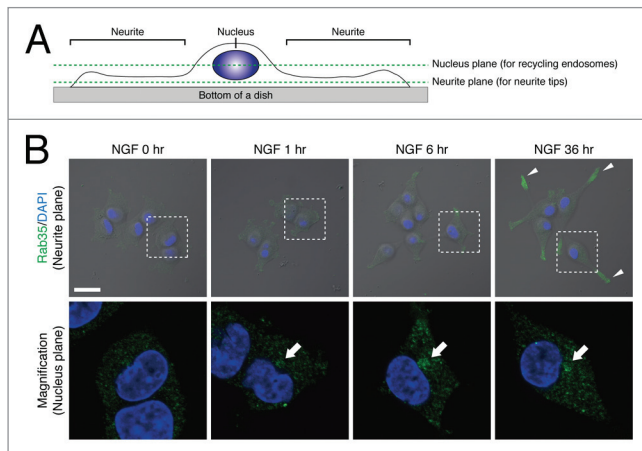 A
Neurite
Nucleus
Neurite
Nucleus plane (for recycling endosomes)
Neurite plane (for neurite tips)
Bottom of a dish
B
NGF 0 hr
NGF 1 hr
NGF 6 hr
NGF 36 hr
Rab35/DAPI
(Neurite plane)
Magnification
(Nucleus plane)